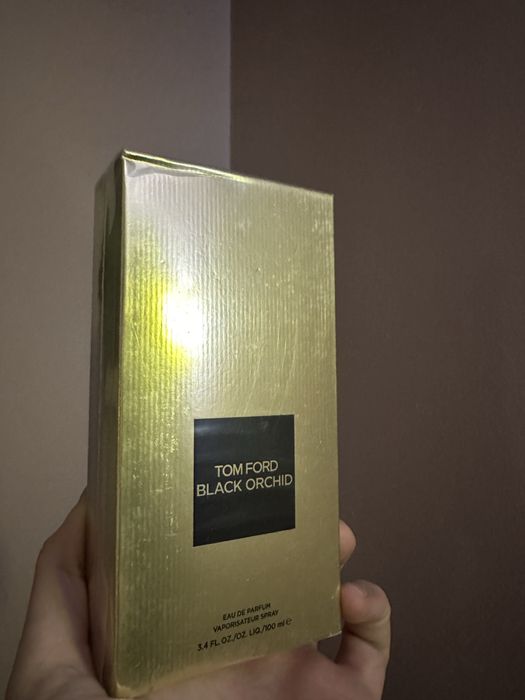 TOM FORD
BLACK ORCHID
EAU DE PARFUM
VAPORISATEUR SPRAY
3.4 FL. OZ./OZ. LIQ./100 ml ℮